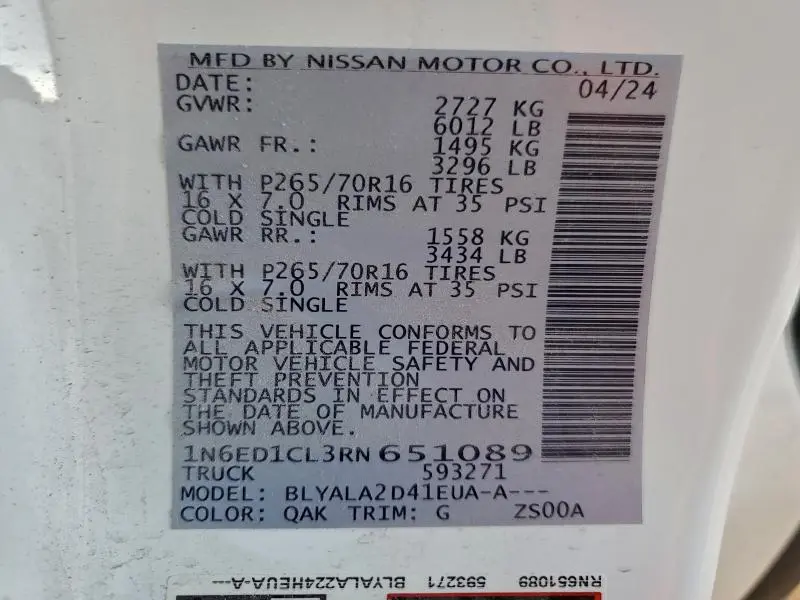 MFD BY NISSAN MOTOR CO., LTD.
DATE: 04/24
GVWR: 2727 KG
6012 LB
GAWR FR.: 1495 KG
3296 LB
WITH P265/70R16 TIRES
16 X 7.0 RIMS AT 35 PSI
COLD SINGLE
GAWR RR.: 1558 KG
3434 LB
WITH P265/70R16 TIRES
16 X 7.0 RIMS AT 35 PSI
COLD SINGLE
THIS VEHICLE CONFORMS TO
ALL APPLICABLE FEDERAL
MOTOR VEHICLE SAFETY AND
THEFT PREVENTION
STANDARDS IN EFFECT ON
THE DATE OF MANUFACTURE
SHOWN ABOVE.
1N6ED1CL3RN651089
TRUCK 593271
MODEL: BLYALA2D41EUA-A---
COLOR: QAK TRIM: G ZS00A
RN651089 593271 BLYALA224HEUA-A---